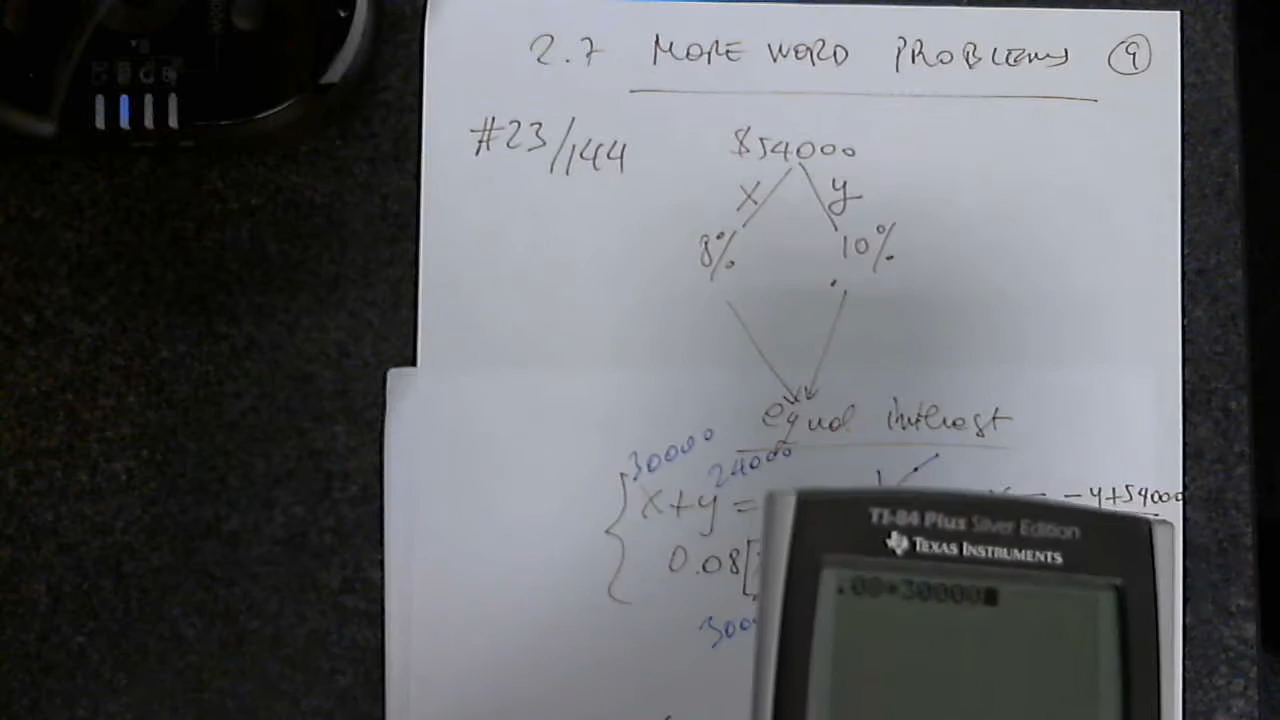 2.7 MORE WORD PROBLEMS 9
#23/144
$54000
x y
8% 10%
equal interest
30000
24000
x+y=
-y+54000
0.08[
300
TI-84 Plus Silver Edition
TEXAS INSTRUMENTS
.08*30000